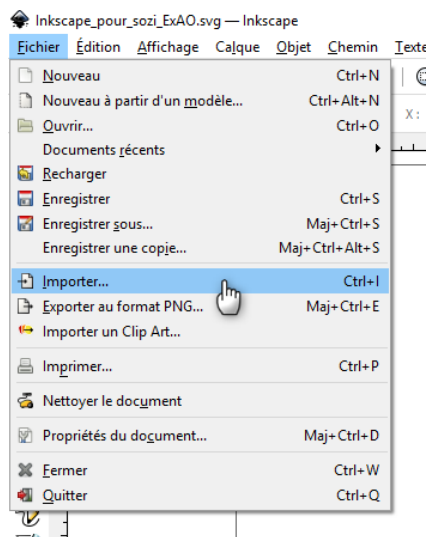 Inkscape_pour_sozi_ExAO.svg — Inkscape
Fichier Édition Affichage Calque Objet Chemin Texte
Nouveau Ctrl+N
Nouveau à partir d'un modèle... Ctrl+Alt+N
X:
Ouvrir... Ctrl+O
Documents récents
Recharger
Enregistrer Ctrl+S
Enregistrer sous... Maj+Ctrl+S
Enregistrer une copie... Maj+Ctrl+Alt+S
Importer... Ctrl+I
Exporter au format PNG... Maj+Ctrl+E
Importer un Clip Art...
Imprimer... Ctrl+P
Nettoyer le document
Propriétés du document... Maj+Ctrl+D
Fermer Ctrl+W
Quitter Ctrl+Q